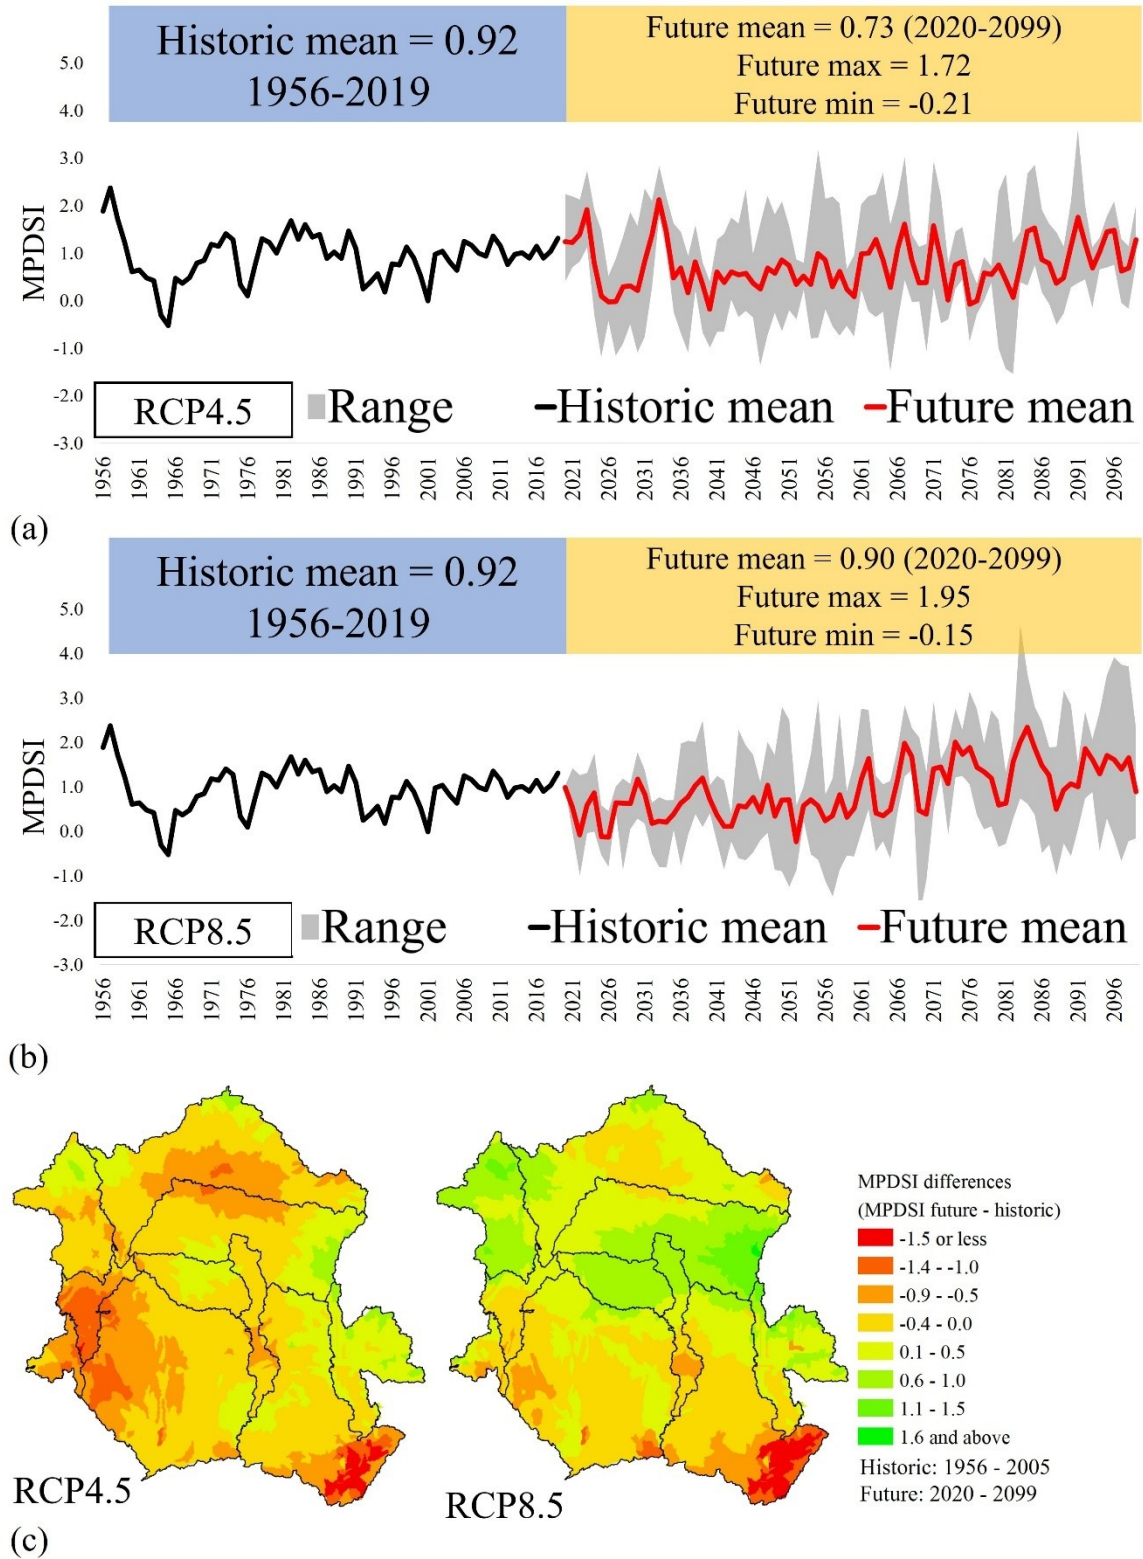 Historic mean = 0.92
1956-2019
Future mean = 0.73 (2020-2099)
Future max = 1.72
Future min = -0.21
MPDSI
5.0
4.0
3.0
2.0
1.0
0.0
-1.0
-2.0
-3.0
RCP4.5
Range
Historic mean
Future mean
1956 1961 1966 1971 1976 1981 1986 1991 1996 2001 2006 2011 2016 2021 2026 2031 2036 2041 2046 2051 2056 2061 2066 2071 2076 2081 2086 2091 2096
(a)
Historic mean = 0.92
1956-2019
Future mean = 0.90 (2020-2099)
Future max = 1.95
Future min = -0.15
MPDSI
5.0
4.0
3.0
2.0
1.0
0.0
-1.0
-2.0
-3.0
RCP8.5
Range
Historic mean
Future mean
1956 1961 1966 1971 1976 1981 1986 1991 1996 2001 2006 2011 2016 2021 2026 2031 2036 2041 2046 2051 2056 2061 2066 2071 2076 2081 2086 2091 2096
(b)
MPDSI differences
(MPDSI future - historic)
-1.5 or less
-1.4 - -1.0
-0.9 - -0.5
-0.4 - 0.0
0.1 - 0.5
0.6 - 1.0
1.1 - 1.5
1.6 and above
Historic: 1956 - 2005
Future: 2020 - 2099
RCP4.5
RCP8.5
(c)